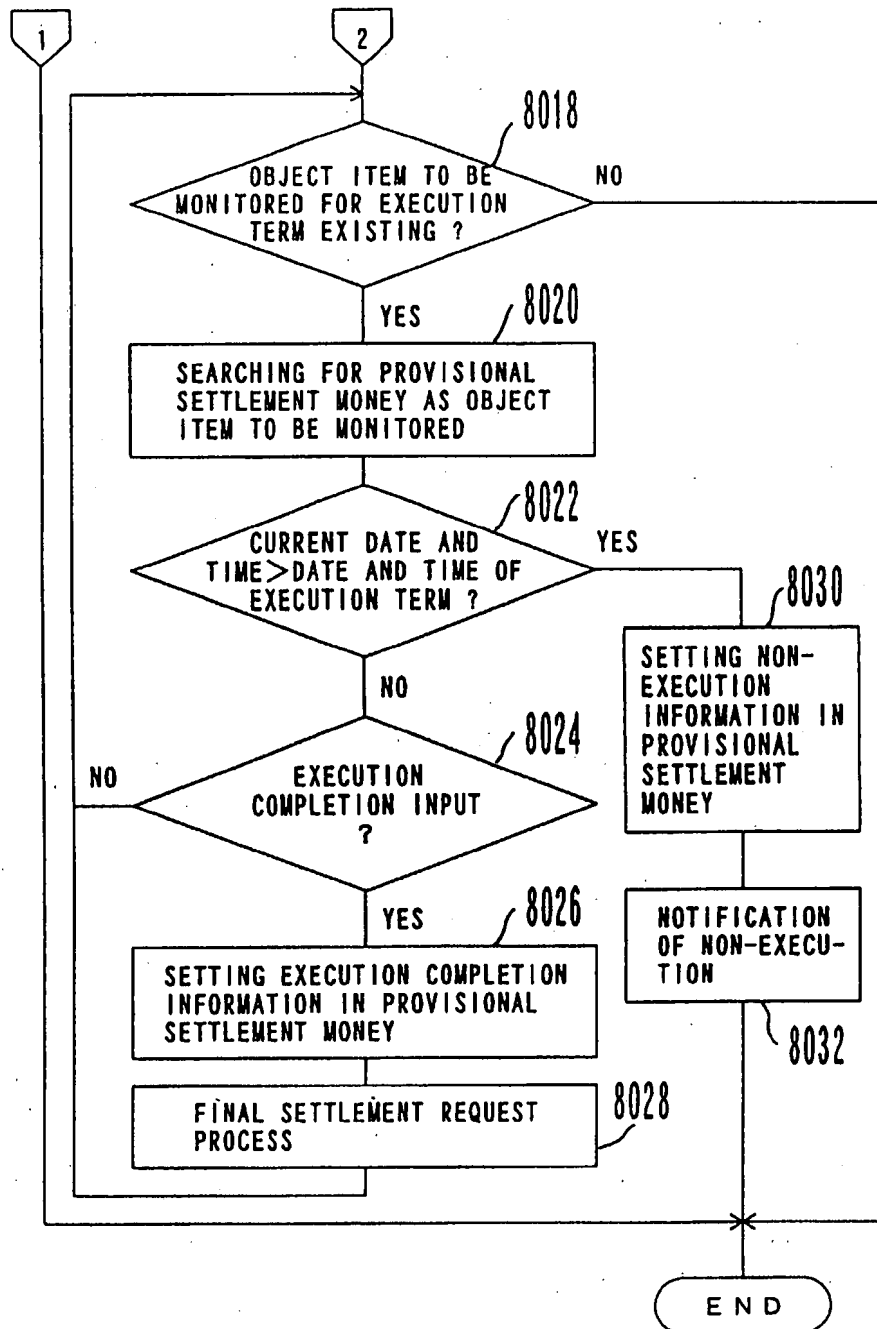 1
2
8018
OBJECT ITEM TO BE
MONITORED FOR EXECUTION
TERM EXISTING ?
NO
YES
8020
SEARCHING FOR PROVISIONAL
SETTLEMENT MONEY AS OBJECT
ITEM TO BE MONITORED
8022
CURRENT DATE AND
TIME>DATE AND TIME OF
EXECUTION TERM ?
YES
8030
SETTING NON-
EXECUTION
INFORMATION IN
PROVISIONAL
SETTLEMENT
MONEY
NO
8024
NO
EXECUTION
COMPLETION INPUT
?
YES
8026
SETTING EXECUTION COMPLETION
INFORMATION IN PROVISIONAL
SETTLEMENT MONEY
NOTIFICATION
OF NON-EXECU-
TION
8032
FINAL SETTLEMENT REQUEST
PROCESS
8028
END